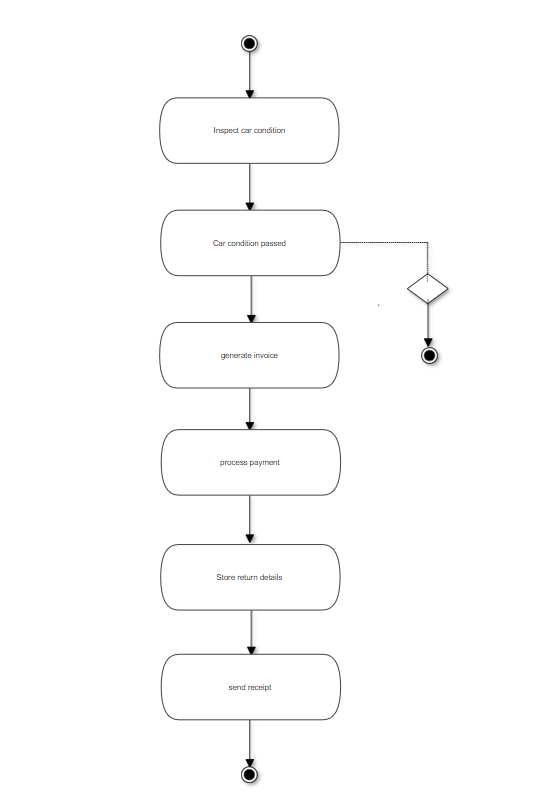 Inspect car condition
Car condition passed
generate invoice
process payment
Store return details
send receipt